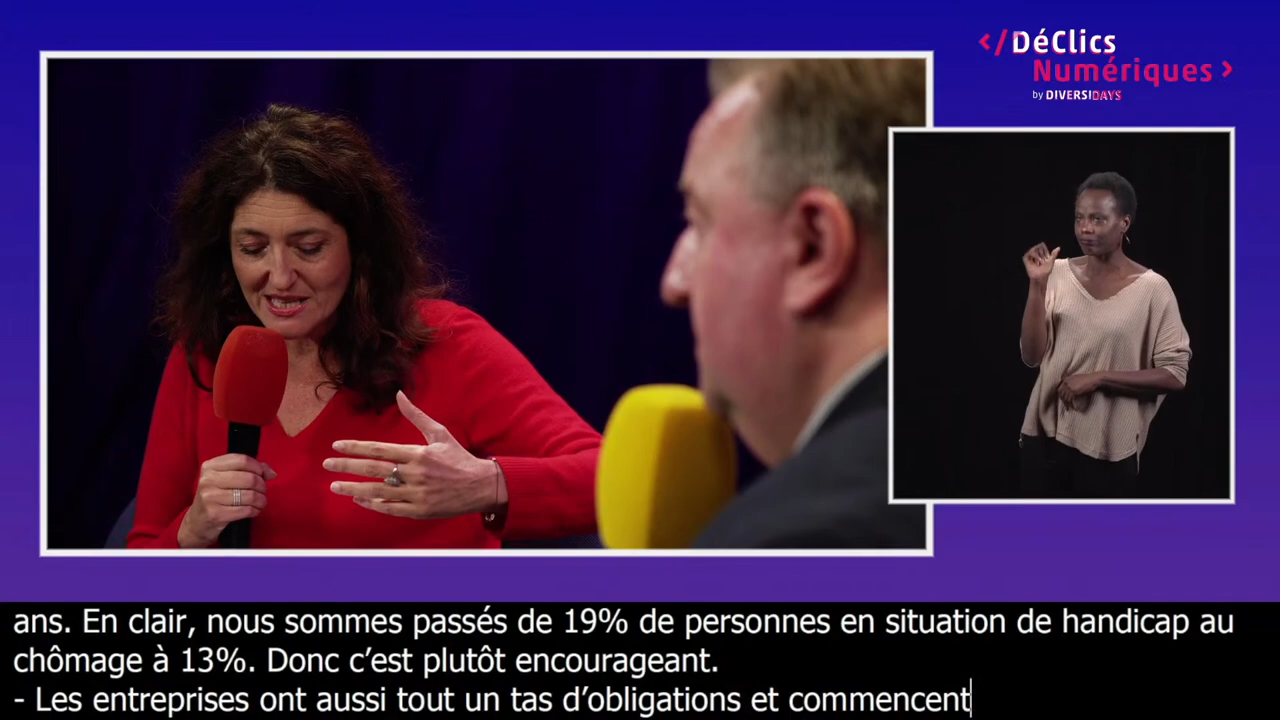 </DéClics
Numériques>
by DIVERSIDAYS
ans. En clair, nous sommes passés de 19% de personnes en situation de handicap au
chômage à 13%. Donc c’est plutôt encourageant.
- Les entreprises ont aussi tout un tas d’obligations et commencent